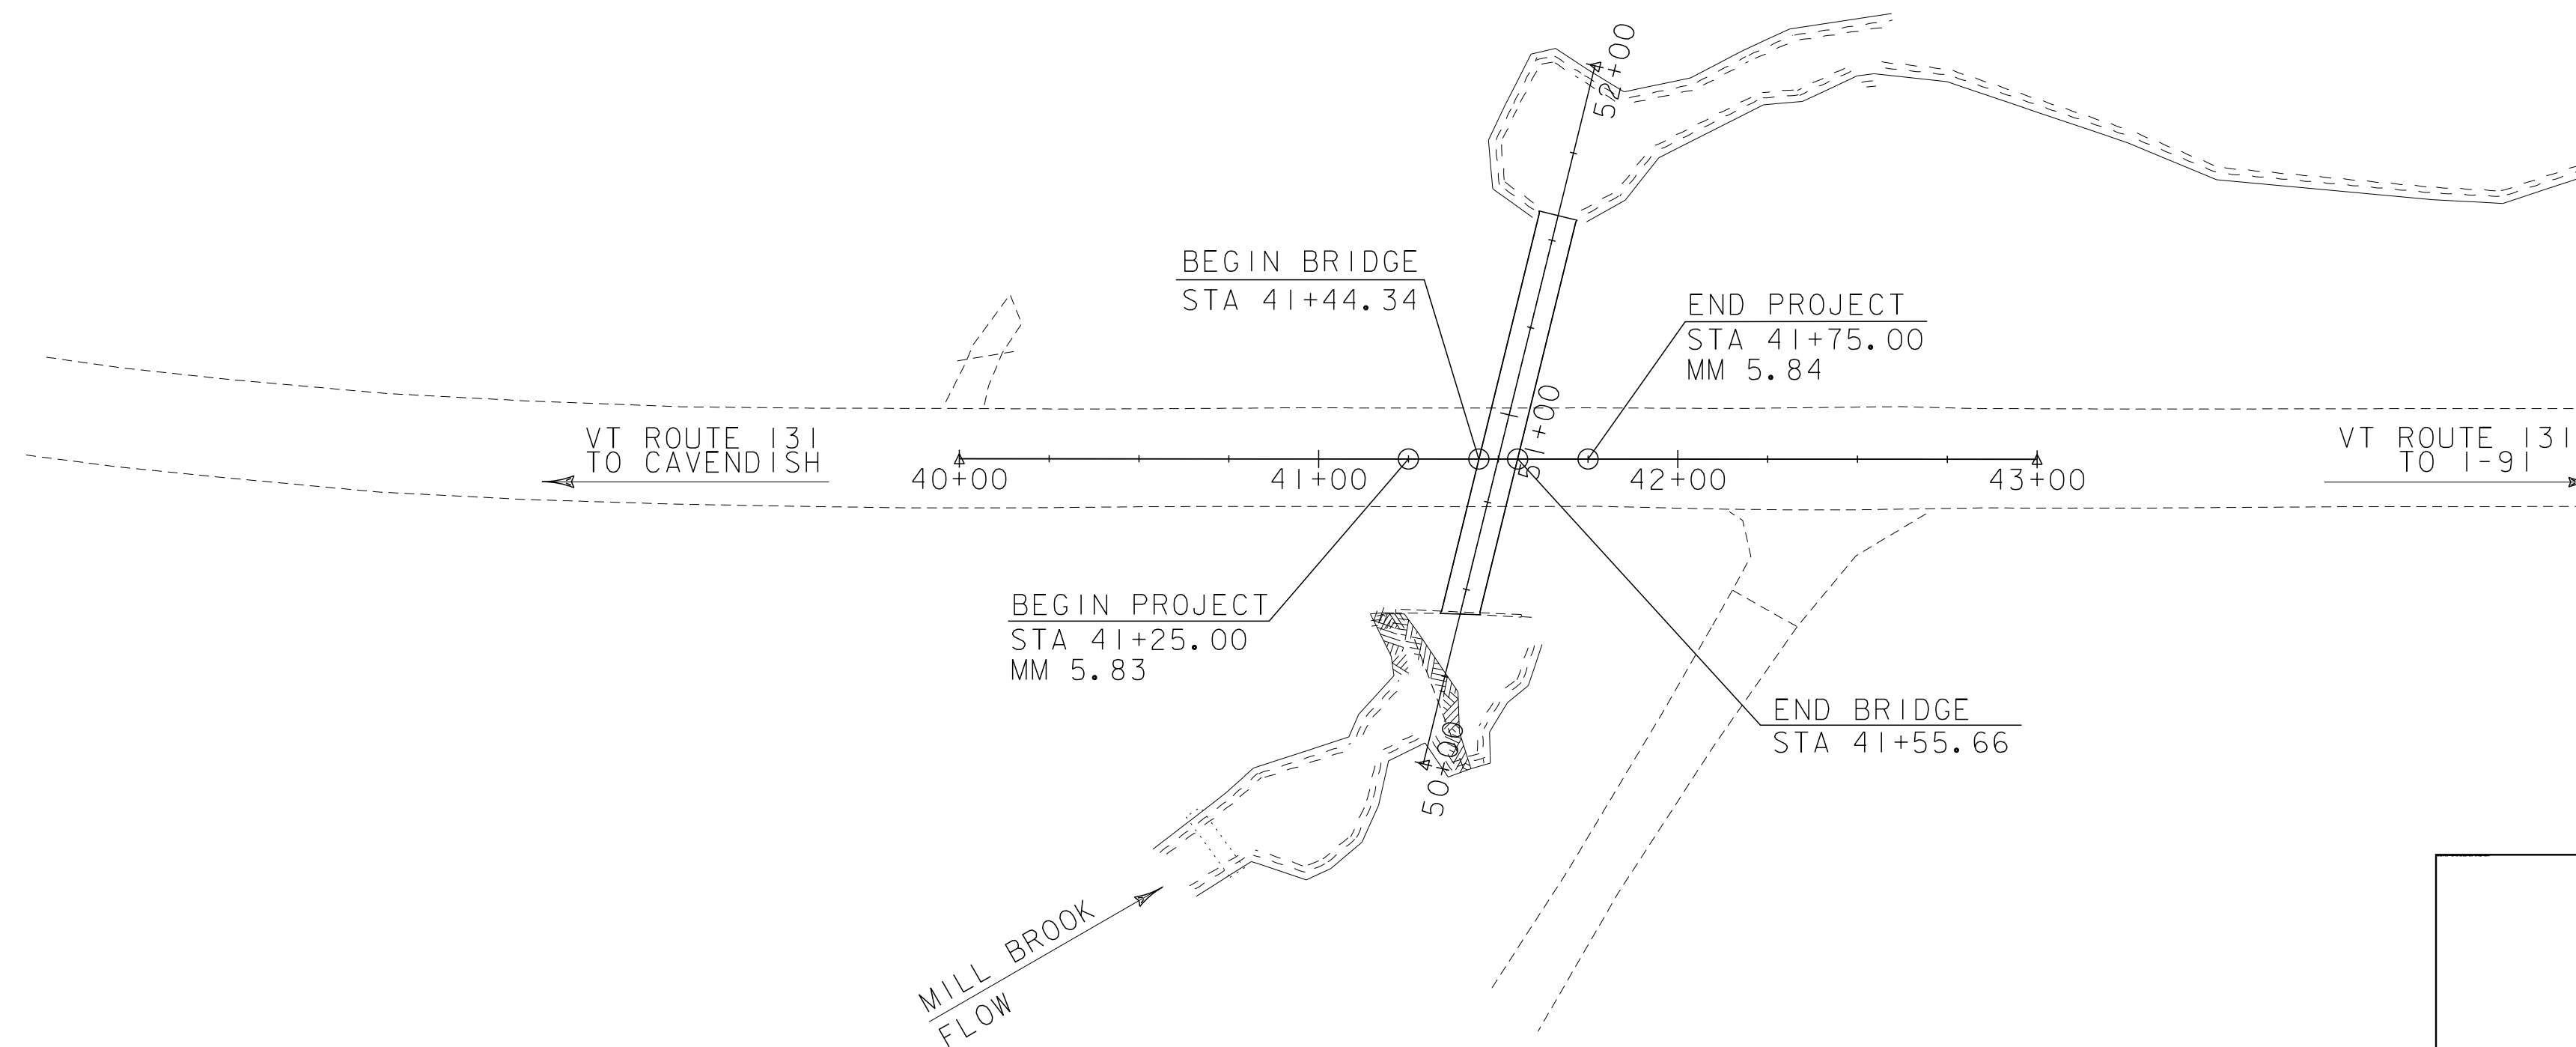 52+00
BEGIN BRIDGE
STA 41+44.34
END PROJECT
STA 41+75.00
MM 5.84
51+00
VT ROUTE 131
TO CAVENDISH
VT ROUTE 131
TO I-91
40+00
41+00
42+00
43+00
BEGIN PROJECT
STA 41+25.00
MM 5.83
END BRIDGE
STA 41+55.66
50+00
MILL BROOK
FLOW